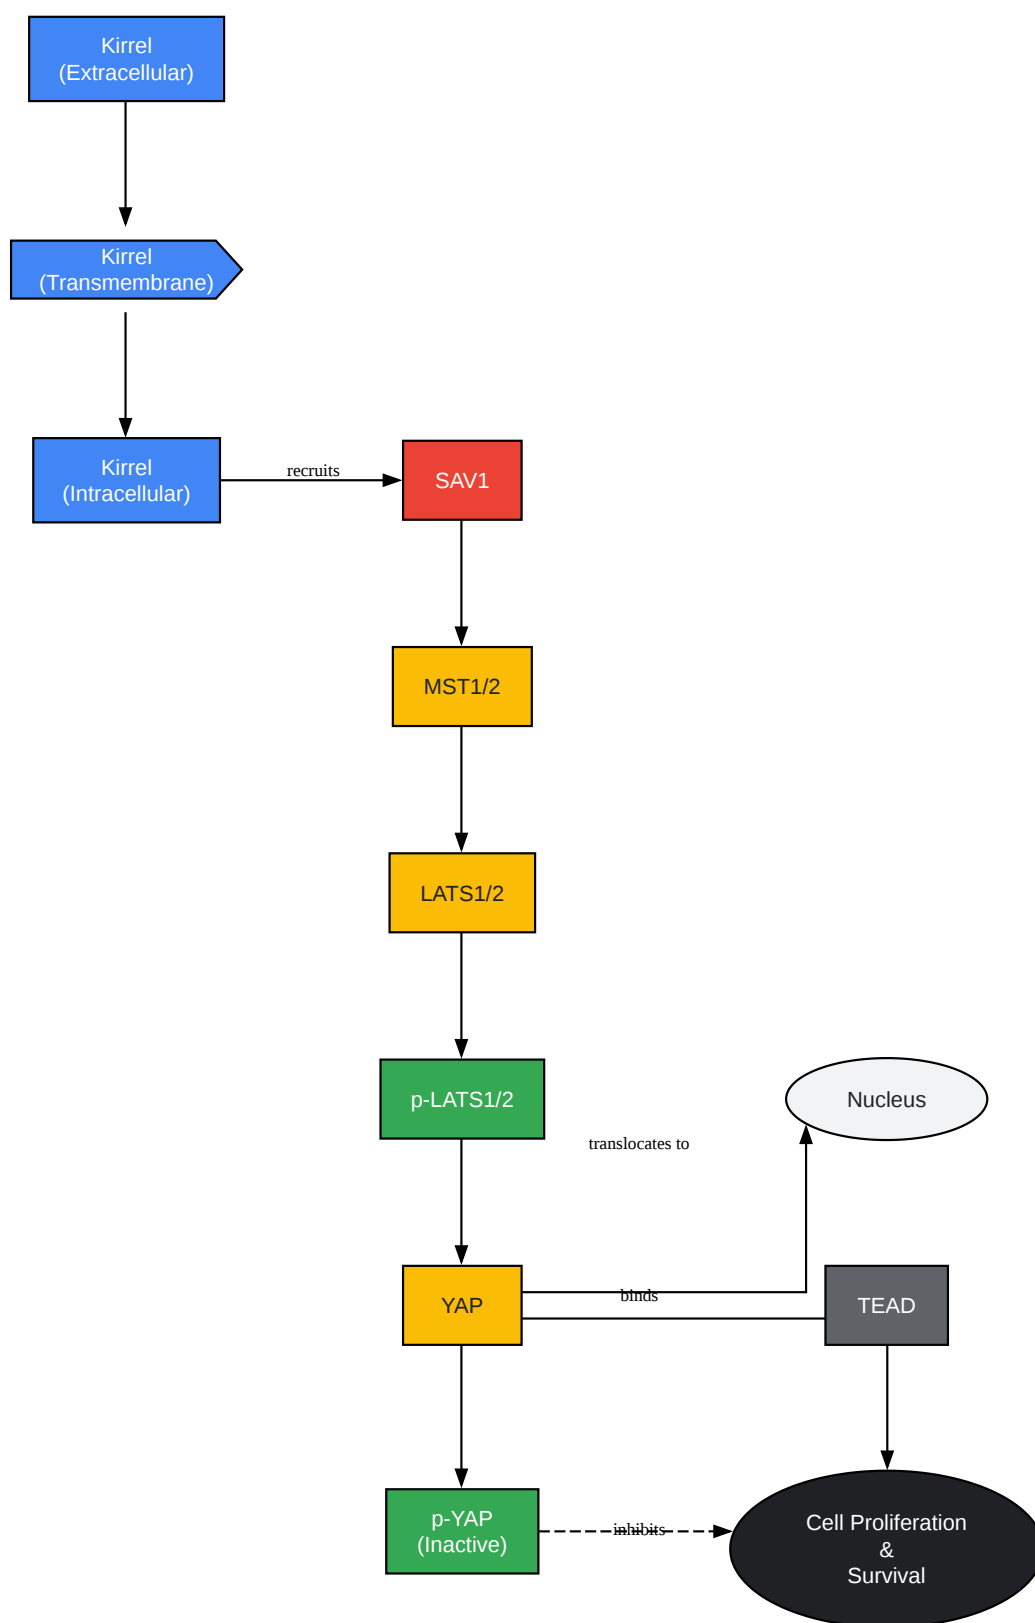 Kirrel
(Extracellular)
Kirrel
(Transmembrane)
Kirrel
(Intracellular)
recruits
SAV1
MST1/2
LATS1/2
p-LATS1/2
Nucleus
translocates to
YAP
binds
TEAD
p-YAP
(Inactive)
inhibits
Cell Proliferation
&
Survival